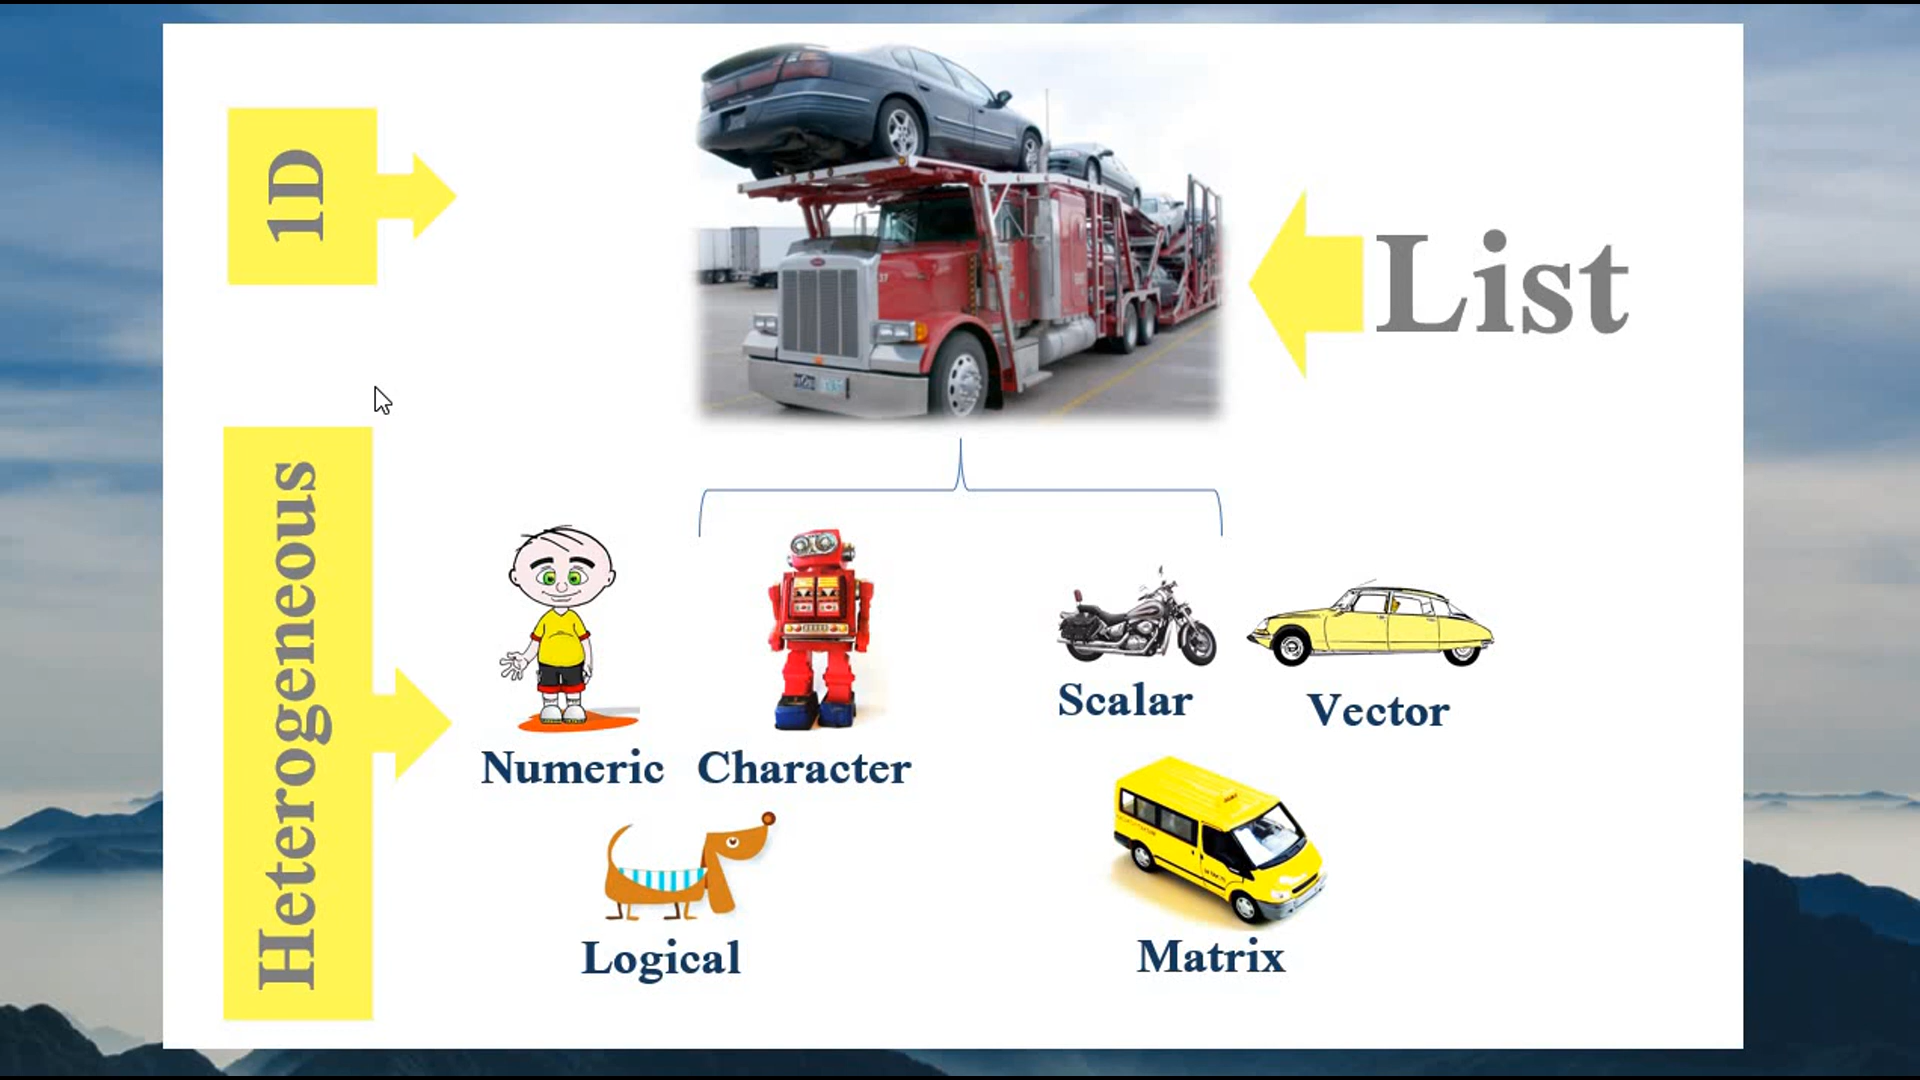 1D
List
Heterogeneous
Numeric
Character
Scalar
Vector
Logical
Matrix